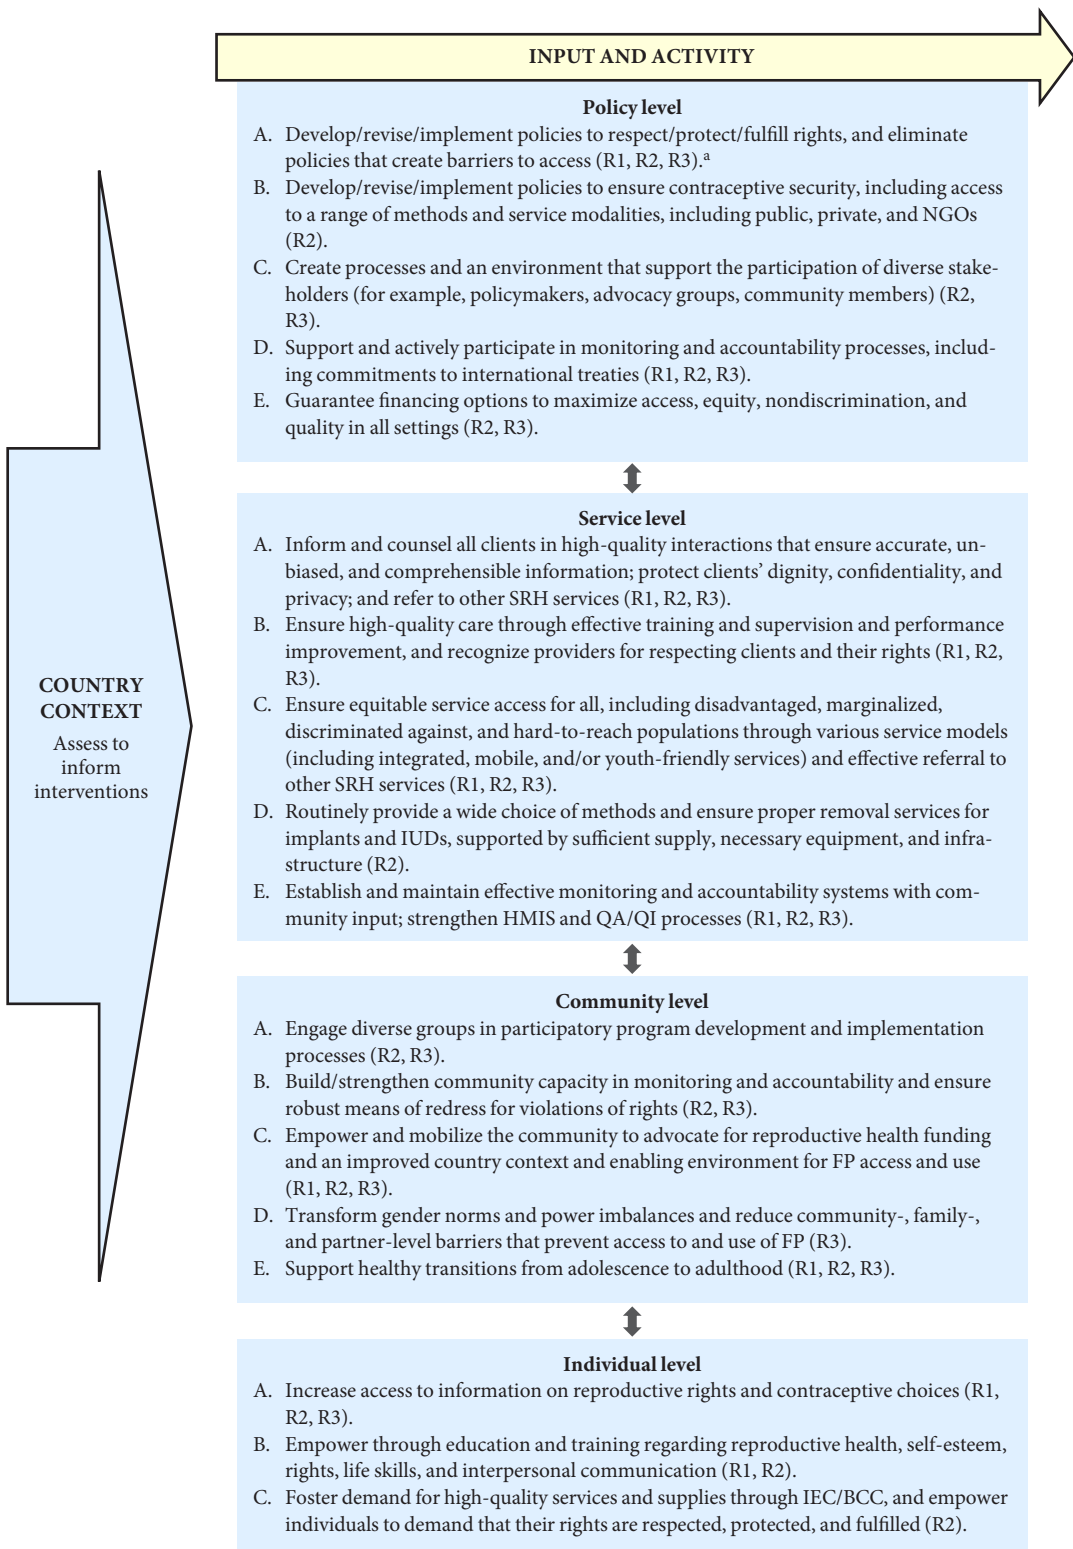 INPUT AND ACTIVITY
Policy level
A. Develop/revise/implement policies to respect/protect/fulfill rights, and eliminate
policies that create barriers to access (R1, R2, R3).ª
B. Develop/revise/implement policies to ensure contraceptive security, including access
to a range of methods and service modalities, including public, private, and NGOs
(R2).
C. Create processes and an environment that support the participation of diverse stake-
holders (for example, policymakers, advocacy groups, community members) (R2,
R3).
D. Support and actively participate in monitoring and accountability processes, includ-
ing commitments to international treaties (R1, R2, R3).
E. Guarantee financing options to maximize access, equity, nondiscrimination, and
quality in all settings (R2, R3).
Service level
A. Inform and counsel all clients in high-quality interactions that ensure accurate, un-
biased, and comprehensible information; protect clients’ dignity, confidentiality, and
privacy; and refer to other SRH services (R1, R2, R3).
B. Ensure high-quality care through effective training and supervision and performance
improvement, and recognize providers for respecting clients and their rights (R1, R2,
R3).
C. Ensure equitable service access for all, including disadvantaged, marginalized,
discriminated against, and hard-to-reach populations through various service models
(including integrated, mobile, and/or youth-friendly services) and effective referral to
other SRH services (R1, R2, R3).
D. Routinely provide a wide choice of methods and ensure proper removal services for
implants and IUDs, supported by sufficient supply, necessary equipment, and infra-
structure (R2).
E. Establish and maintain effective monitoring and accountability systems with com-
munity input; strengthen HMIS and QA/QI processes (R1, R2, R3).
COUNTRY
CONTEXT
Assess to
inform
interventions
Community level
A. Engage diverse groups in participatory program development and implementation
processes (R2, R3).
B. Build/strengthen community capacity in monitoring and accountability and ensure
robust means of redress for violations of rights (R2, R3).
C. Empower and mobilize the community to advocate for reproductive health funding
and an improved country context and enabling environment for FP access and use
(R1, R2, R3).
D. Transform gender norms and power imbalances and reduce community-, family-,
and partner-level barriers that prevent access to and use of FP (R3).
E. Support healthy transitions from adolescence to adulthood (R1, R2, R3).
Individual level
A. Increase access to information on reproductive rights and contraceptive choices (R1,
R2, R3).
B. Empower through education and training regarding reproductive health, self-esteem,
rights, life skills, and interpersonal communication (R1, R2).
C. Foster demand for high-quality services and supplies through IEC/BCC, and empower
individuals to demand that their rights are respected, protected, and fulfilled (R2).